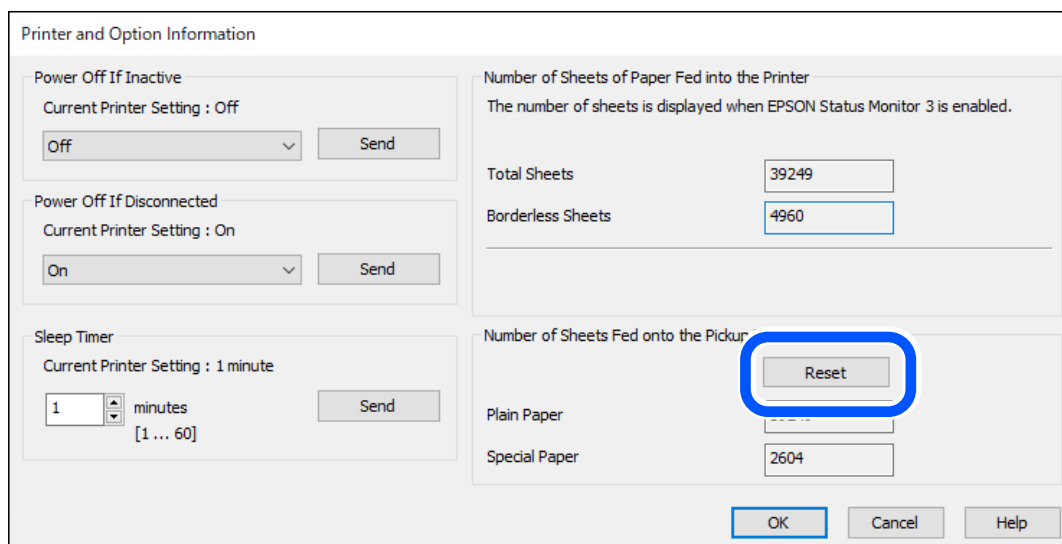 Printer and Option Information
Power Off If Inactive
Current Printer Setting : Off
Off
Send
Power Off If Disconnected
Current Printer Setting : On
On
Send
Sleep Timer
Current Printer Setting : 1 minute
1
minutes
Send
[1 ... 60]
Number of Sheets of Paper Fed into the Printer
The number of sheets is displayed when EPSON Status Monitor 3 is enabled.
Total Sheets
39249
Borderless Sheets
4960
Number of Sheets Fed onto the Pickup
Reset
Plain Paper
Special Paper
2604
OK
Cancel
Help